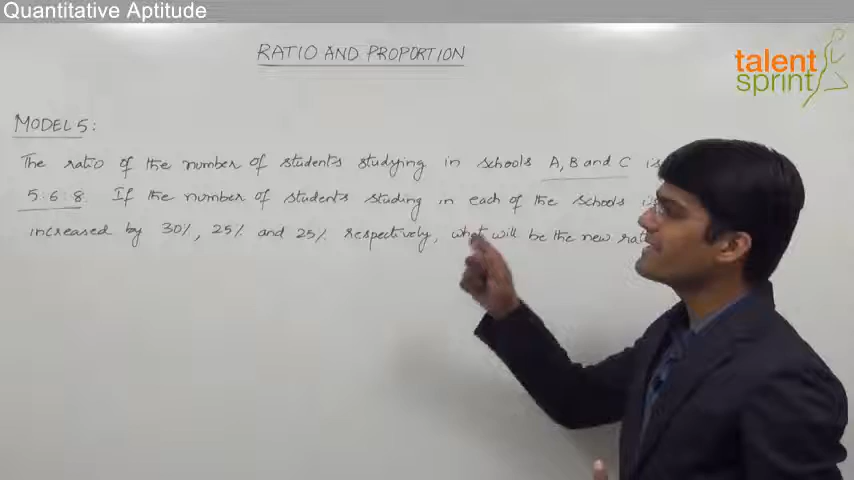 Quantitative Aptitude
RATIO AND PROPORTION
talent
sprint
MODEL 5:
The ratio of the number of students studying in schools A, B and C is
5:6:8. If the number of students studing in each of the schools is
increased by 30%, 25% and 25% respectively, what will be the new